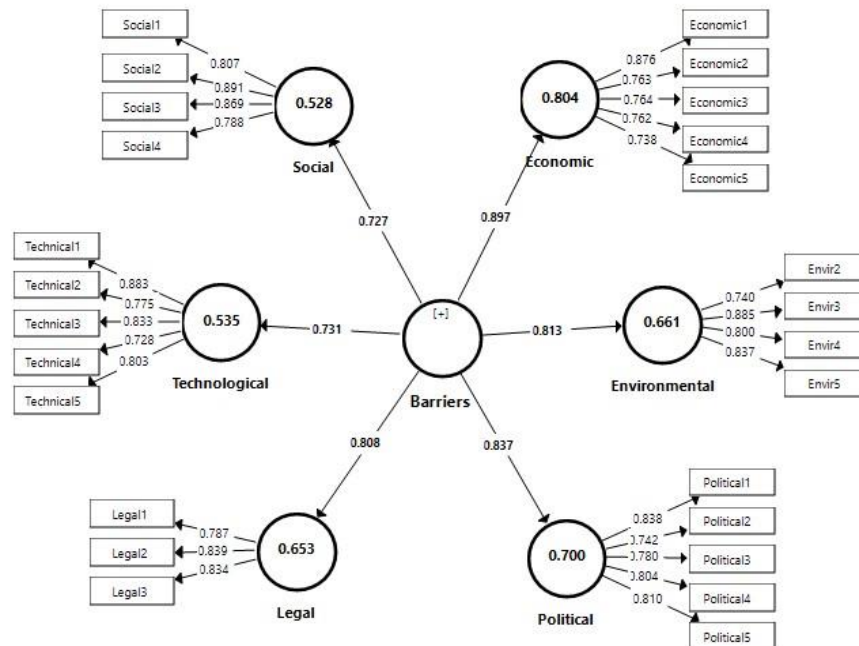 Social1
Social2
Social3
Social4
0.807
0.891
0.869
0.788
0.528
Social
Economic1
Economic2
Economic3
Economic4
Economic5
0.876
0.763
0.764
0.762
0.738
0.804
Economic
0.727
0.897
Technical1
Technical2
Technical3
Technical4
Technical5
0.883
0.775
0.833
0.728
0.803
0.535
Technological
0.731
[+]
Barriers
0.813
0.661
Environmental
0.740
0.885
0.800
0.837
Envir2
Envir3
Envir4
Envir5
0.808
0.837
Legal1
Legal2
Legal3
0.787
0.839
0.834
0.653
Legal
0.700
Political
0.838
0.742
0.780
0.804
0.810
Political1
Political2
Political3
Political4
Political5